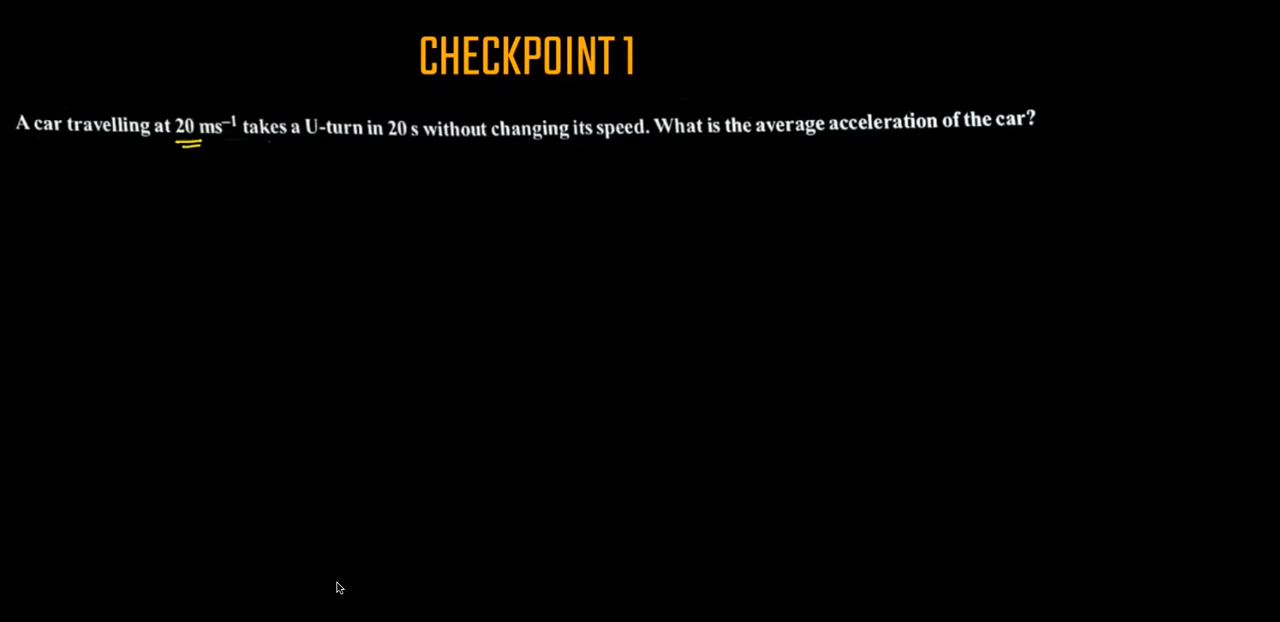 CHECKPOINT 1
A car travelling at 20 ms⁻¹ takes a U-turn in 20 s without changing its speed. What is the average acceleration of the car?